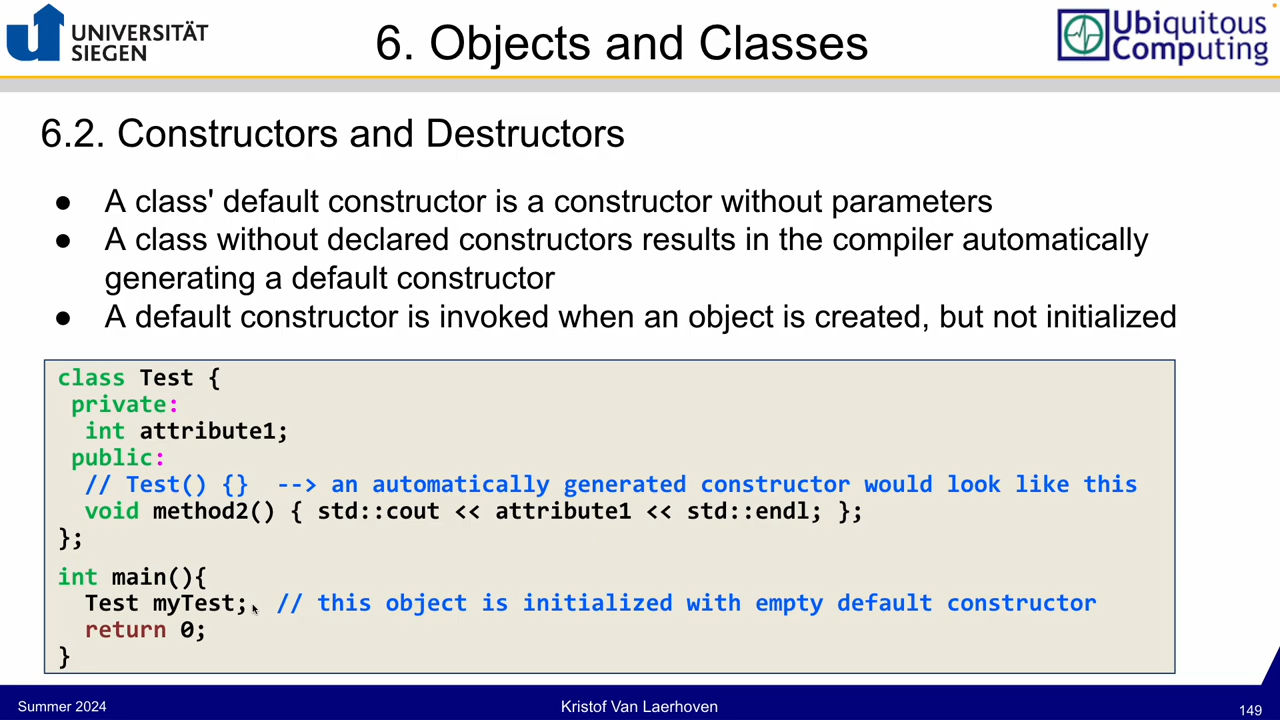 UNIVERSITÄT
SIEGEN
6. Objects and Classes
Ubiquitous
Computing
6.2. Constructors and Destructors
● A class' default constructor is a constructor without parameters
● A class without declared constructors results in the compiler automatically
generating a default constructor
● A default constructor is invoked when an object is created, but not initialized
class Test {
private:
int attribute1;
public:
// Test() {}  --> an automatically generated constructor would look like this
void method2() { std::cout << attribute1 << std::endl; };
};
int main(){
Test myTest;  // this object is initialized with empty default constructor
return 0;
}
Summer 2024
Kristof Van Laerhoven
149